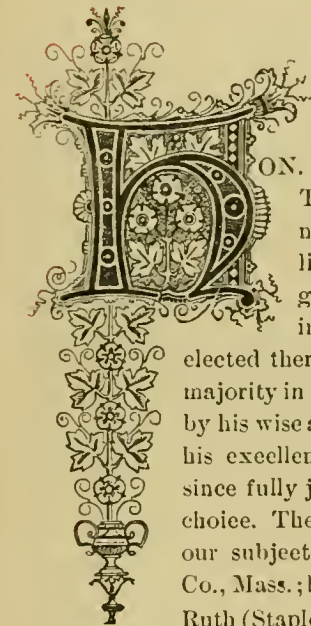 HON.
T
n
li
g
in
elected ther
majority in
by his wise a
his excellen
since fully j
choice. The
our subject
Co., Mass.; b
Ruth (Staple